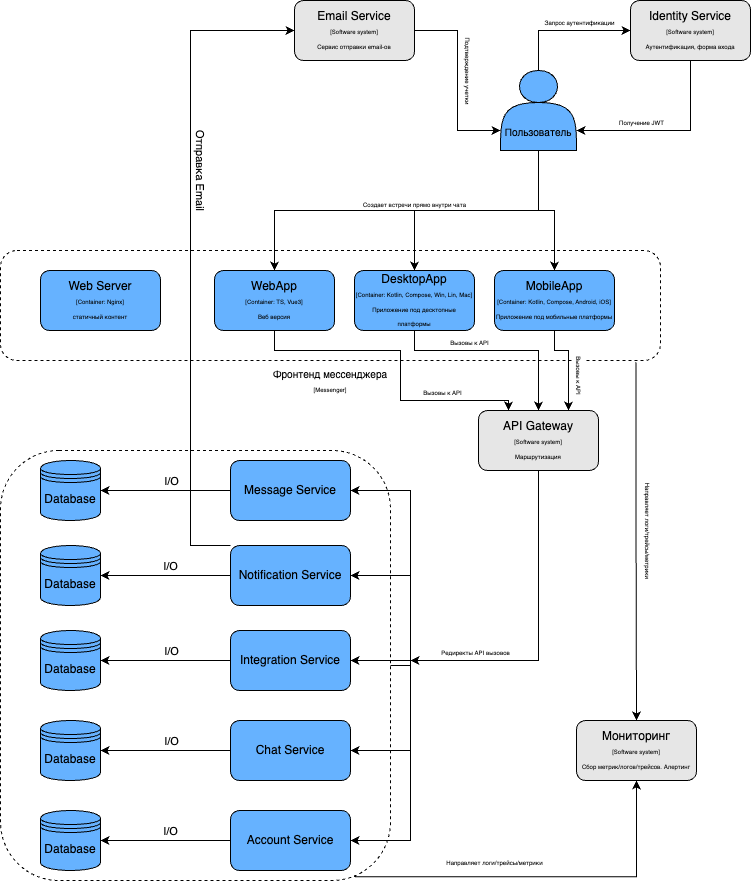 Email Service
[Software system]
Сервис отправки email-ов
Identity Service
[Software system]
Аутентификация, форма входа
Запрос аутентификации
Подтверждение учетки
Получение JWT
Пользователь
Отправка Email
Создает встречи прямо внутри чата
Web Server
[Container: Nginx]
статичный контент
WebApp
[Container: TS, Vue3]
Веб версия
DesktopApp
[Container: Kotlin, Compose, Win, Lin, Mac]
Приложение под десктопные
платформы
MobileApp
[Container: Kotlin, Compose, Android, iOS]
Приложение под мобильные платформы
Вызовы к API
Вызовы к API
Фронтенд мессенджера
[Messenger]
Вызовы к API
API Gateway
[Software system]
Маршрутизация
Направляет логи/трейсы/метрики
Database
I/O
Message Service
Database
I/O
Notification Service
Database
I/O
Integration Service
Редиректы API вызовов
Database
I/O
Chat Service
Мониторинг
[Software system]
Сбор метрик/логов/трейсов. Алертинг
Database
I/O
Account Service
Направляет логи/трейсы/метрики